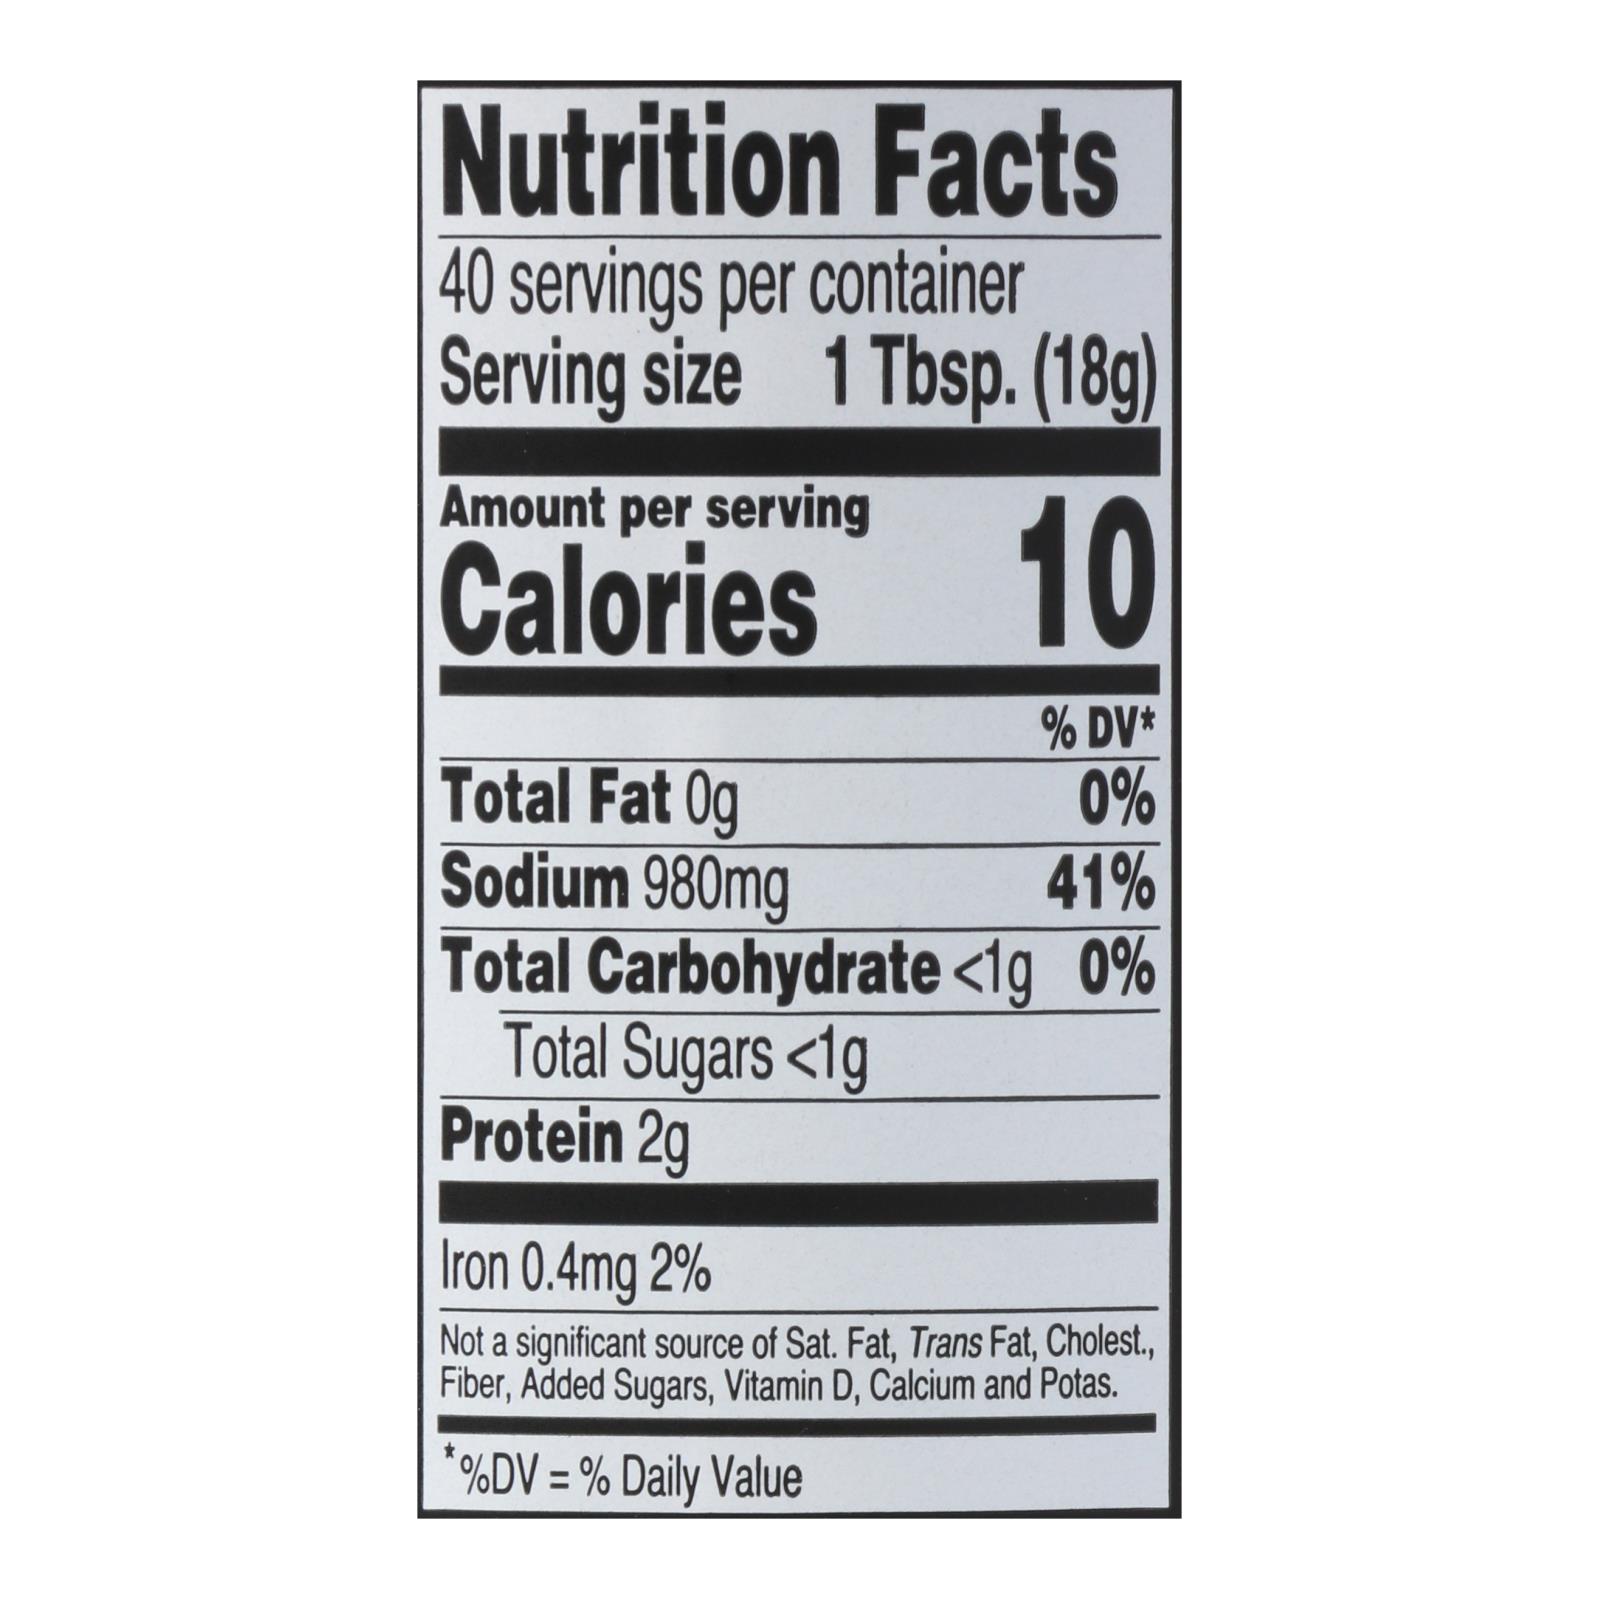 Nutrition Facts
40 servings per container
Serving size 1 Tbsp. (18g)
Amount per serving
Calories 10
% DV*
Total Fat 0g 0%
Sodium 980mg 41%
Total Carbohydrate <1g 0%
Total Sugars <1g
Protein 2g
Iron 0.4mg 2%
Not a significant source of Sat. Fat, Trans Fat, Cholest.,
Fiber, Added Sugars, Vitamin D, Calcium and Potas.
*%DV = % Daily Value